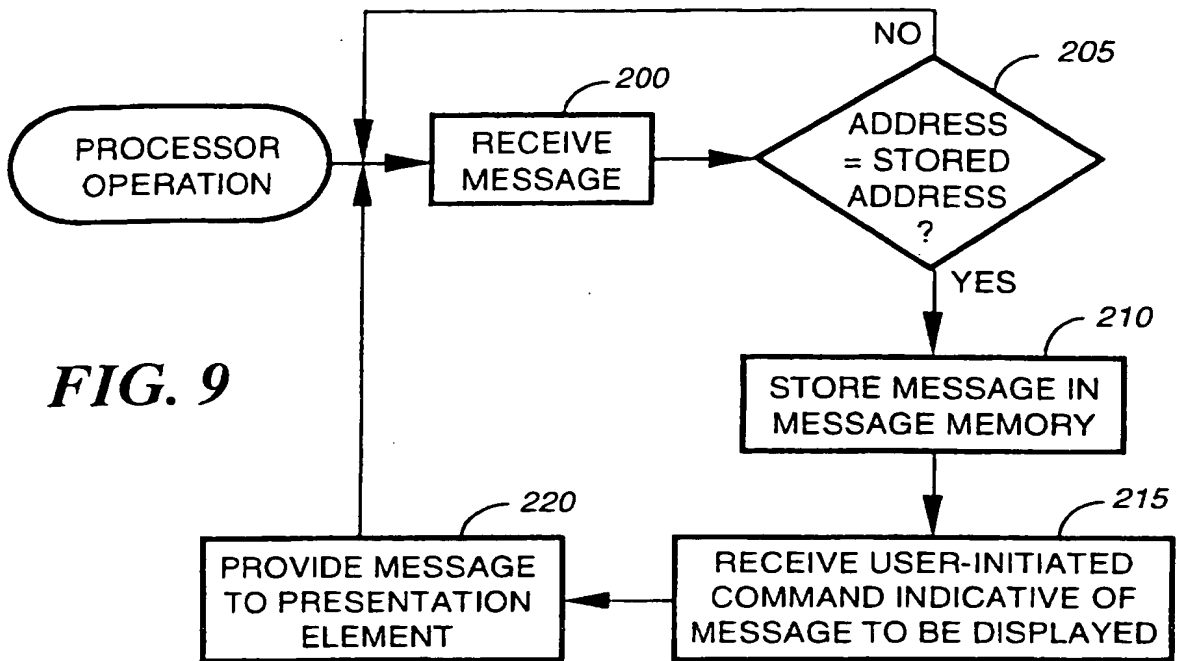 NO
205
200
PROCESSOR
OPERATION
RECEIVE
MESSAGE
ADDRESS
= STORED
ADDRESS
?
YES
210
FIG. 9
STORE MESSAGE IN
MESSAGE MEMORY
220
215
PROVIDE MESSAGE
TO PRESENTATION
ELEMENT
RECEIVE USER-INITIATED
COMMAND INDICATIVE OF
MESSAGE TO BE DISPLAYED